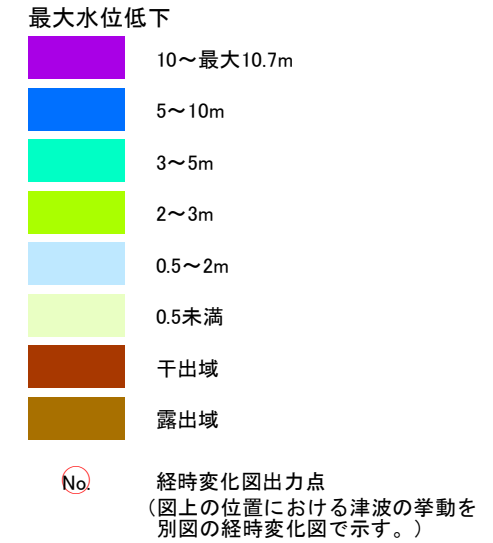 最大水位低下
10～最大10.7m
5～10m
3～5m
2～3m
0.5～2m
0.5未満
干出域
露出域
No. 経時変化図出力点
（図上の位置における津波の挙動を
別図の経時変化図で示す。）